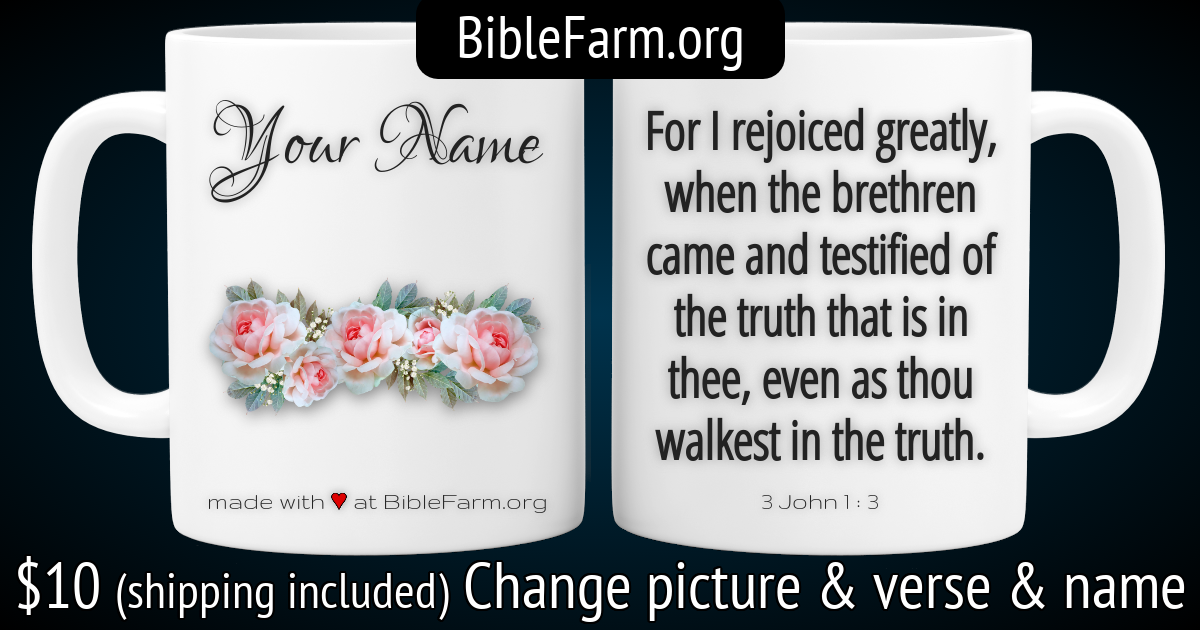 BibleFarm.org
Your Name
made with ♥ at BibleFarm.org
For I rejoiced greatly,
when the brethren
came and testified of
the truth that is in
thee, even as thou
walkest in the truth.
3 John 1 : 3
$10 (shipping included) Change picture & verse & name